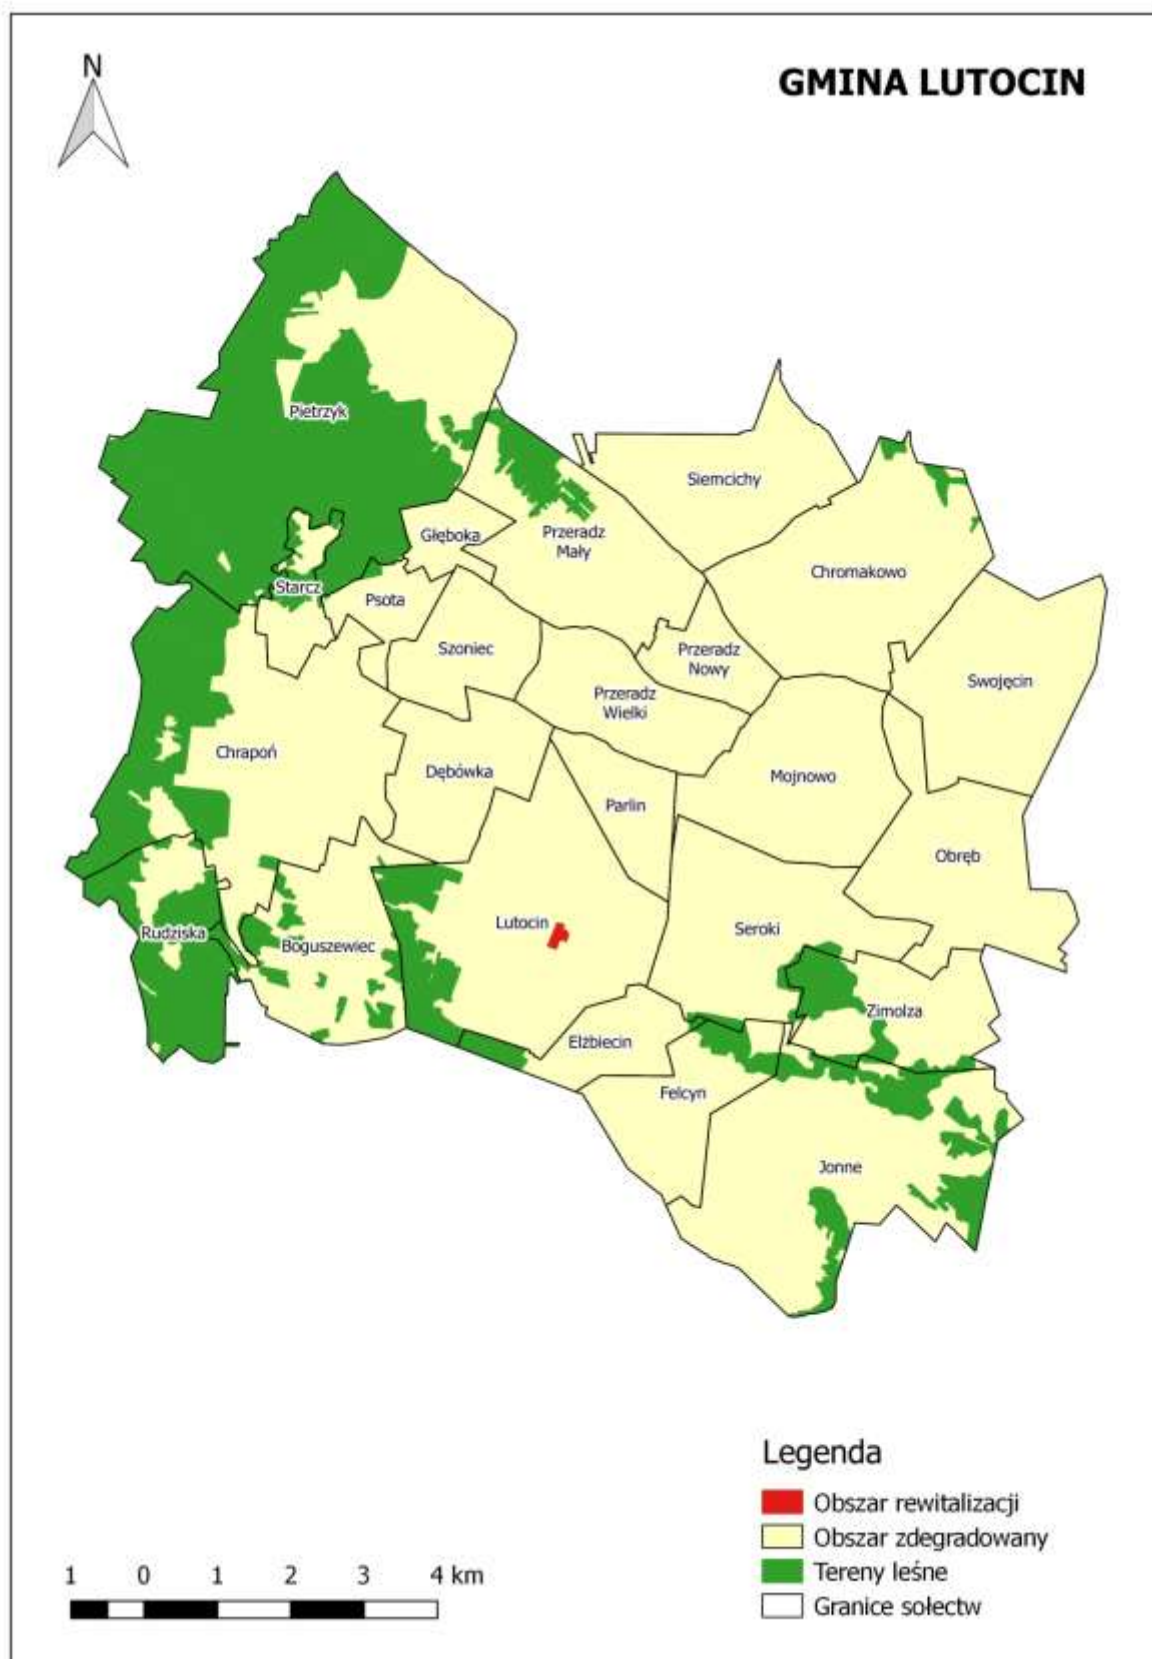 N
GMINA LUTOCIN
Pietrzyk
Siemcichy
Głęboka
Przeradz
Mały
Chromakowo
Starcz
Psota
Szoniec
Przeradz
Nowy
Swojęcin
Przeradz
Wielki
Chrapoń
Dębówka
Mojnowo
Parlin
Obręb
Lutocin
Seroki
Rudziska
Boguszewiec
Zimolza
Elżbiecin
Felcyn
Jonne
Legenda
Obszar rewitalizacji
Obszar zdegradowany
Tereny leśne
Granice sołectw
1 0 1 2 3 4 km